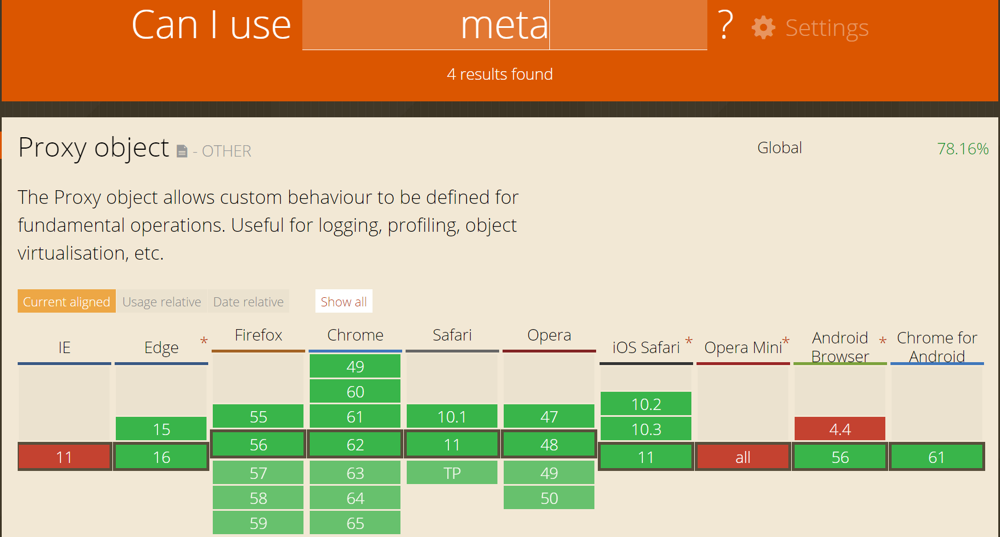 Can I use meta ? Settings
4 results found
Proxy object - OTHER
Global 78.16%
The Proxy object allows custom behaviour to be defined for
fundamental operations. Useful for logging, profiling, object
virtualisation, etc.
Current aligned Usage relative Date relative Show all
IE Edge * Firefox Chrome Safari Opera iOS Safari * Opera Mini * Android Browser * Chrome for Android
49
60 10.2
55 61 10.1 47
15 10.3 4.4
56 62 11 48
11 16 11 all 56 61
57 63 TP 49
58 64 50
59 65